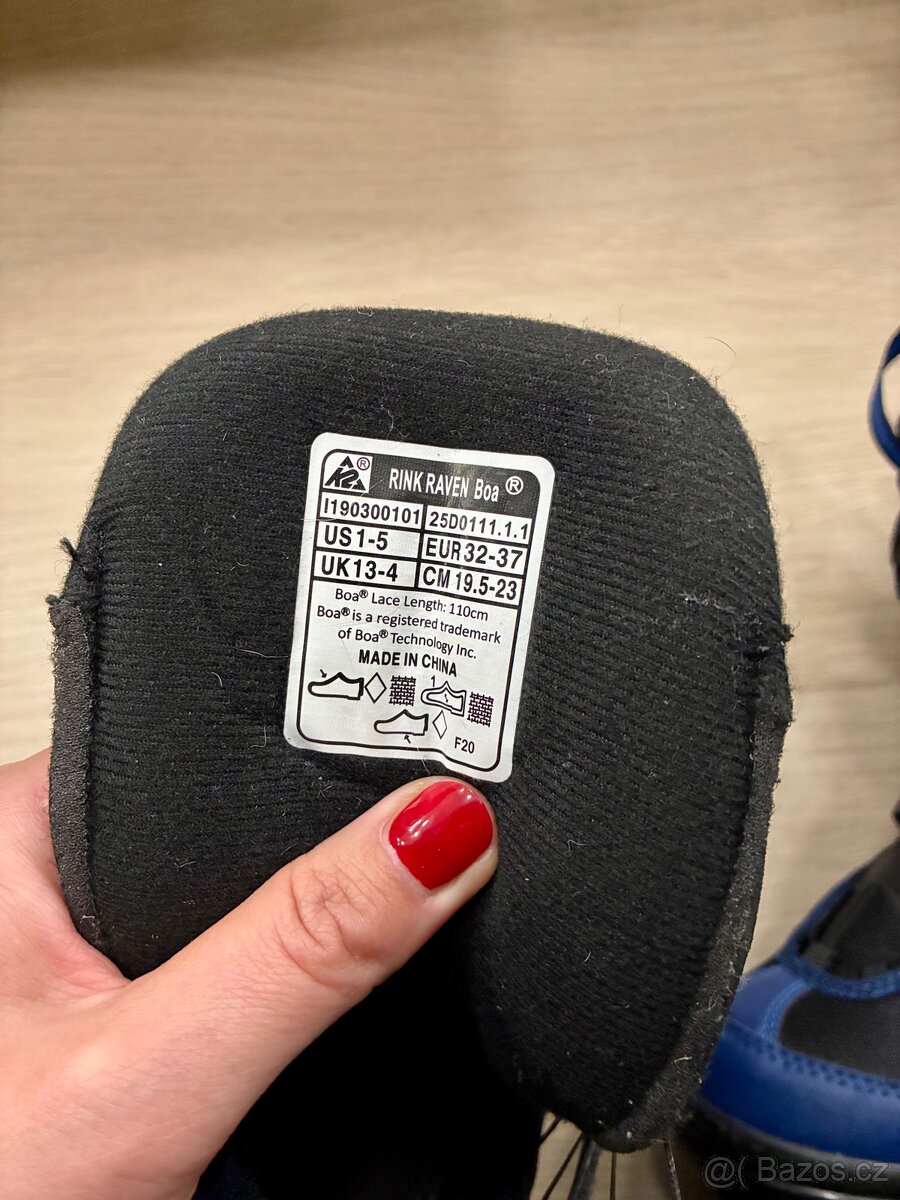 K2®
RINK RAVEN Boa ®
I190300101 25D0111.1.1
US 1-5 EUR 32-37
UK 13-4 CM 19.5-23
Boa® Lace Length: 110cm
Boa® is a registered trademark
of Boa® Technology Inc.
MADE IN CHINA
1
F20
@( Bazos.cz